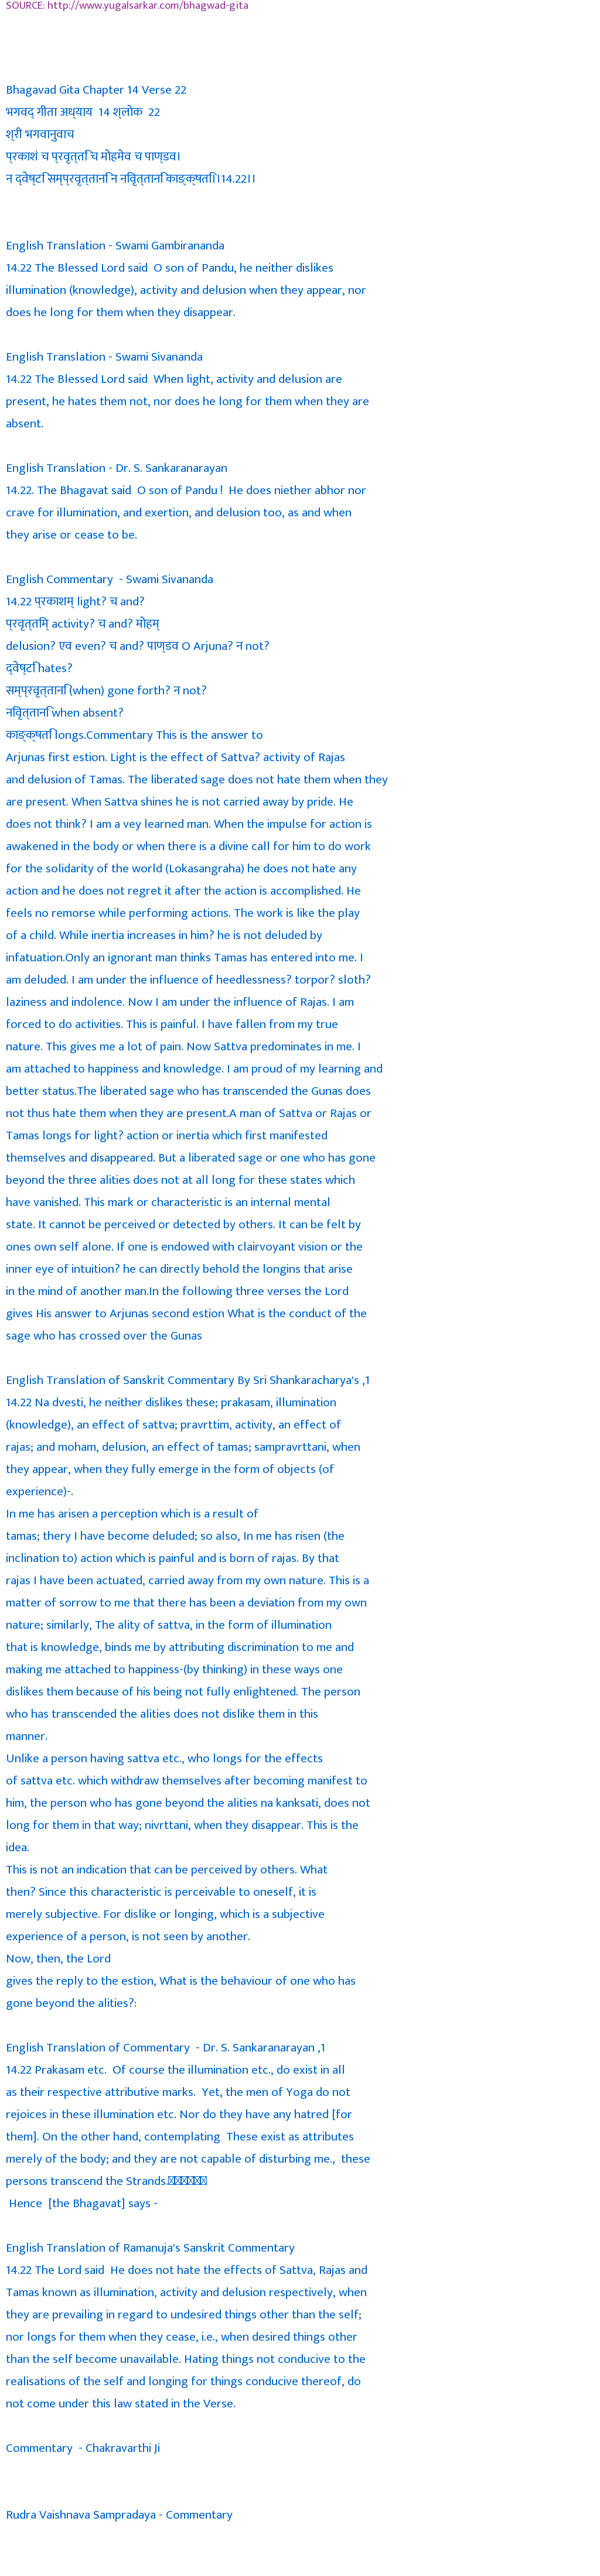 SOURCE: http://www.yugalsarkar.com/bhagwad-gita
Bhagavad Gita Chapter 14 Verse 22
भगवद् गीता अध्याय 14 श्लोक 22
श्री भगवानुवाच
प्रकाशं च प्रवृत्तिं च मोहमेव च पाण्डव।
न द्वेष्टि सम्प्रवृत्तानि न निवृत्तानि काङ्क्षति।।14.22।।
English Translation - Swami Gambirananda
14.22 The Blessed Lord said  O son of Pandu, he neither dislikes
illumination (knowledge), activity and delusion when they appear, nor
does he long for them when they disappear.
English Translation - Swami Sivananda
14.22 The Blessed Lord said  When light, activity and delusion are
present, he hates them not, nor does he long for them when they are
absent.
English Translation - Dr. S. Sankaranarayan
14.22. The Bhagavat said  O son of Pandu !  He does niether abhor nor
crave for illumination, and exertion, and delusion too, as and when
they arise or cease to be.
English Commentary  - Swami Sivananda
14.22 प्रकाशम् light? च and?
प्रवृत्तिम् activity? च and? मोहम्
delusion? एव even? च and? पाण्डव O Arjuna? न not?
द्वेष्टि hates?
सम्प्रवृत्तानि (when) gone forth? न not?
निवृत्तानि when absent?
काङ्क्षति longs.Commentary This is the answer to
Arjunas first estion. Light is the effect of Sattva? activity of Rajas
and delusion of Tamas. The liberated sage does not hate them when they
are present. When Sattva shines he is not carried away by pride. He
does not think? I am a vey learned man. When the impulse for action is
awakened in the body or when there is a divine call for him to do work
for the solidarity of the world (Lokasangraha) he does not hate any
action and he does not regret it after the action is accomplished. He
feels no remorse while performing actions. The work is like the play
of a child. While inertia increases in him? he is not deluded by
infatuation.Only an ignorant man thinks Tamas has entered into me. I
am deluded. I am under the influence of heedlessness? torpor? sloth?
laziness and indolence. Now I am under the influence of Rajas. I am
forced to do activities. This is painful. I have fallen from my true
nature. This gives me a lot of pain. Now Sattva predominates in me. I
am attached to happiness and knowledge. I am proud of my learning and
better status.The liberated sage who has transcended the Gunas does
not thus hate them when they are present.A man of Sattva or Rajas or
Tamas longs for light? action or inertia which first manifested
themselves and disappeared. But a liberated sage or one who has gone
beyond the three alities does not at all long for these states which
have vanished. This mark or characteristic is an internal mental
state. It cannot be perceived or detected by others. It can be felt by
ones own self alone. If one is endowed with clairvoyant vision or the
inner eye of intuition? he can directly behold the longins that arise
in the mind of another man.In the following three verses the Lord
gives His answer to Arjunas second estion What is the conduct of the
sage who has crossed over the Gunas
English Translation of Sanskrit Commentary By Sri Shankaracharya's ,1
14.22 Na dvesti, he neither dislikes these; prakasam, illumination
(knowledge), an effect of sattva; pravrttim, activity, an effect of
rajas; and moham, delusion, an effect of tamas; sampravrttani, when
they appear, when they fully emerge in the form of objects (of
experience)-.
In me has arisen a perception which is a result of
tamas; thery I have become deluded; so also, In me has risen (the
inclination to) action which is painful and is born of rajas. By that
rajas I have been actuated, carried away from my own nature. This is a
matter of sorrow to me that there has been a deviation from my own
nature; similarly, The ality of sattva, in the form of illumination
that is knowledge, binds me by attributing discrimination to me and
making me attached to happiness-(by thinking) in these ways one
dislikes them because of his being not fully enlightened. The person
who has transcended the alities does not dislike them in this
manner.
Unlike a person having sattva etc., who longs for the effects
of sattva etc. which withdraw themselves after becoming manifest to
him, the person who has gone beyond the alities na kanksati, does not
long for them in that way; nivrttani, when they disappear. This is the
idea.
This is not an indication that can be perceived by others. What
then? Since this characteristic is perceivable to oneself, it is
merely subjective. For dislike or longing, which is a subjective
experience of a person, is not seen by another.
Now, then, the Lord
gives the reply to the estion, What is the behaviour of one who has
gone beyond the alities?:
English Translation of Commentary  - Dr. S. Sankaranarayan ,1
14.22 Prakasam etc.  Of course the illumination etc., do exist in all
as their respective attributive marks.  Yet, the men of Yoga do not
rejoices in these illumination etc. Nor do they have any hatred [for
them]. On the other hand, contemplating  These exist as attributes
merely of the body; and they are not capable of disturbing me.,  these
persons transcend the Strands.
Hence  [the Bhagavat] says -
English Translation of Ramanuja's Sanskrit Commentary
14.22 The Lord said  He does not hate the effects of Sattva, Rajas and
Tamas known as illumination, activity and delusion respectively, when
they are prevailing in regard to undesired things other than the self;
nor longs for them when they cease, i.e., when desired things other
than the self become unavailable. Hating things not conducive to the
realisations of the self and longing for things conducive thereof, do
not come under this law stated in the Verse.
Commentary  - Chakravarthi Ji
Rudra Vaishnava Sampradaya - Commentary